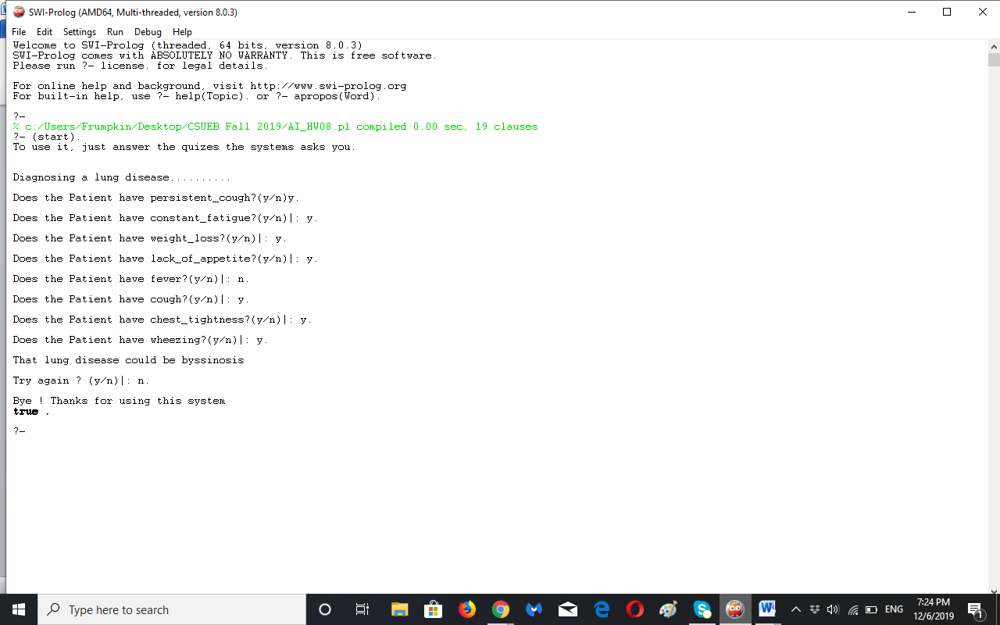 SWI-Prolog (AMD64, Multi-threaded, version 8.0.3)
File Edit Settings Run Debug Help
Welcome to SWI-Prolog (threaded, 64 bits, version 8.0.3)
SWI-Prolog comes with ABSOLUTELY NO WARRANTY. This is free software.
Please run ?- license. for legal details.
For online help and background, visit http://www.swi-prolog.org
For built-in help, use ?- help(Topic). or ?- apropos(Word).
?-
% c:/Users/Frumpkin/Desktop/CSUEB Fall 2019/AI_HW08.pl compiled 0.00 sec, 19 clauses
?- (start).
To use it, just answer the quizes the systems asks you.
Diagnosing a lung disease..........
Does the Patient have persistent_cough?(y/n)y.
Does the Patient have constant_fatigue?(y/n)|: y.
Does the Patient have weight_loss?(y/n)|: y.
Does the Patient have lack_of_appetite?(y/n)|: y.
Does the Patient have fever?(y/n)|: n.
Does the Patient have cough?(y/n)|: y.
Does the Patient have chest_tightness?(y/n)|: y.
Does the Patient have wheezing?(y/n)|: y.
That lung disease could be byssinosis
Try again ? (y/n)|: n.
Bye ! Thanks for using this system
true .
?-
Type here to search
ENG
7:24 PM
12/6/2019
1